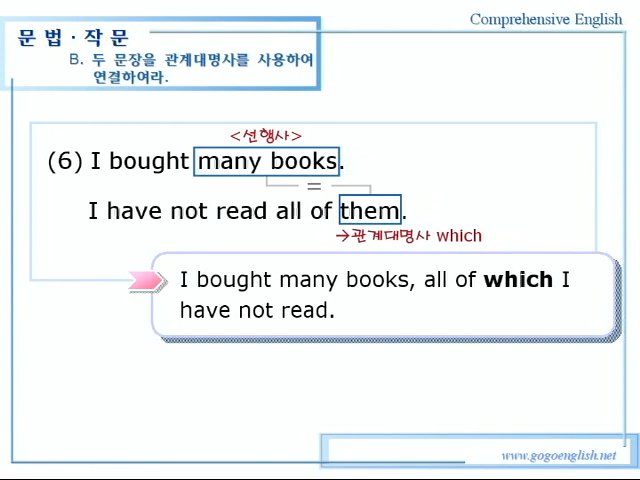 Comprehensive English
문 법 · 작 문
B. 두 문장을 관계대명사를 사용하여
연결하여라.
<선행사>
(6) I bought many books.
=
I have not read all of them.
→관계대명사 which
I bought many books, all of which I
have not read.
www.gogoenglish.net